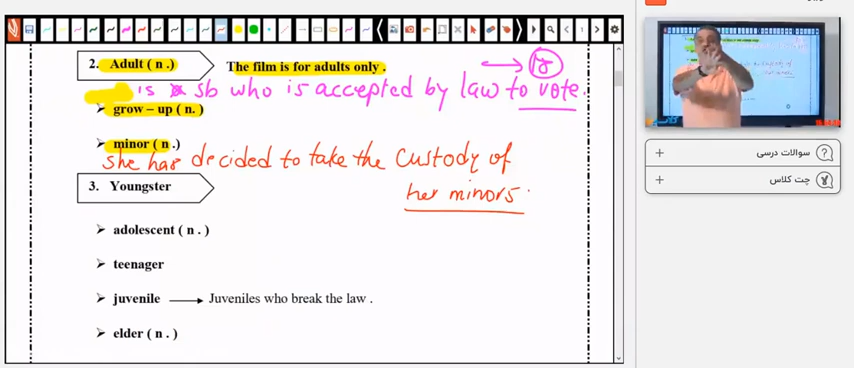 2. Adult ( n .)
The film is for adults only .
is sb who is accepted by law to vote.
grow – up ( n. )
minor ( n .)
she has decided to take the custody of
her minors.
3. Youngster
adolescent ( n . )
teenager
juvenile
Juveniles who break the law .
elder ( n . )
سوالات درسی
چت کلاس